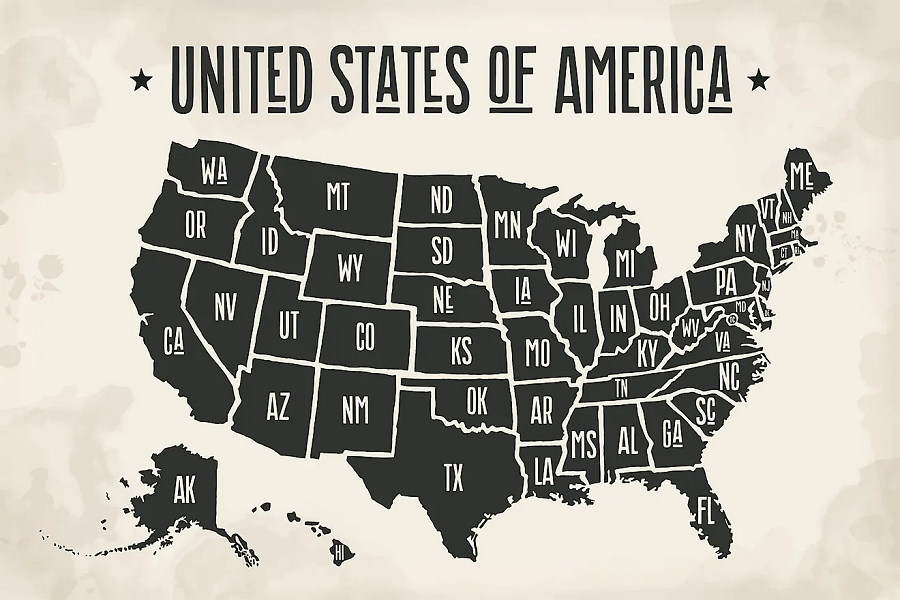 ★ UNITED STATES OF AMERICA ★
WA
MT
ND
MN
ME
OR
ID
SD
WI
VT
NH
NY
MA
WY
MI
CT
RI
NV
NE
IA
PA
NJ
UT
CO
IL
IN
OH
MD
DE
DC
CA
KS
MO
WV
VA
KY
AZ
NM
OK
AR
TN
NC
SC
TX
LA
MS
AL
GA
AK
FL
HI